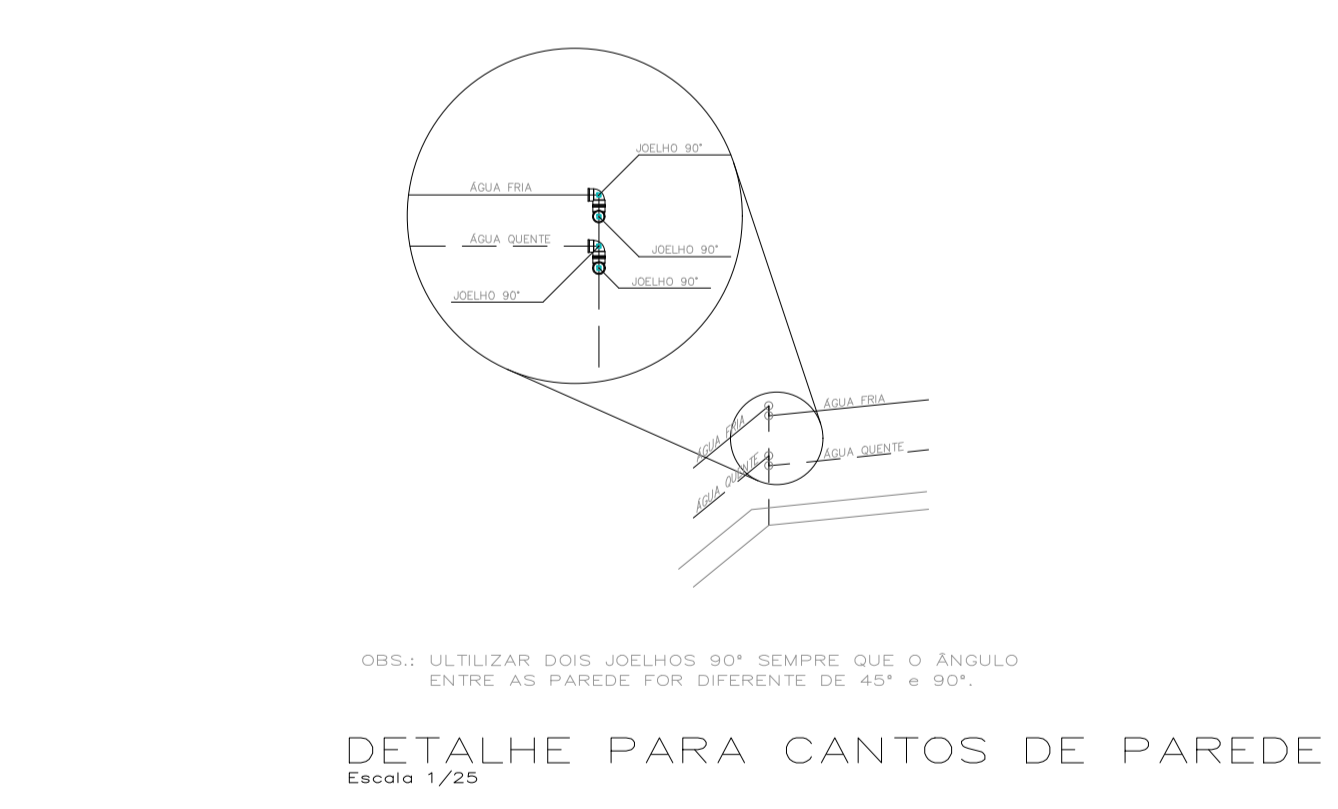 JOELHO 90°
ÁGUA FRIA
ÁGUA QUENTE
JOELHO 90°
JOELHO 90°
JOELHO 90°
ÁGUA FRIA
ÁGUA FRIA
ÁGUA QUENTE
ÁGUA QUENTE
OBS.: ULTILIZAR DOIS JOELHOS 90° SEMPRE QUE O ÂNGULO
ENTRE AS PAREDE FOR DIFERENTE DE 45° e 90°.
DETALHE PARA CANTOS DE PAREDE
Escala 1/25